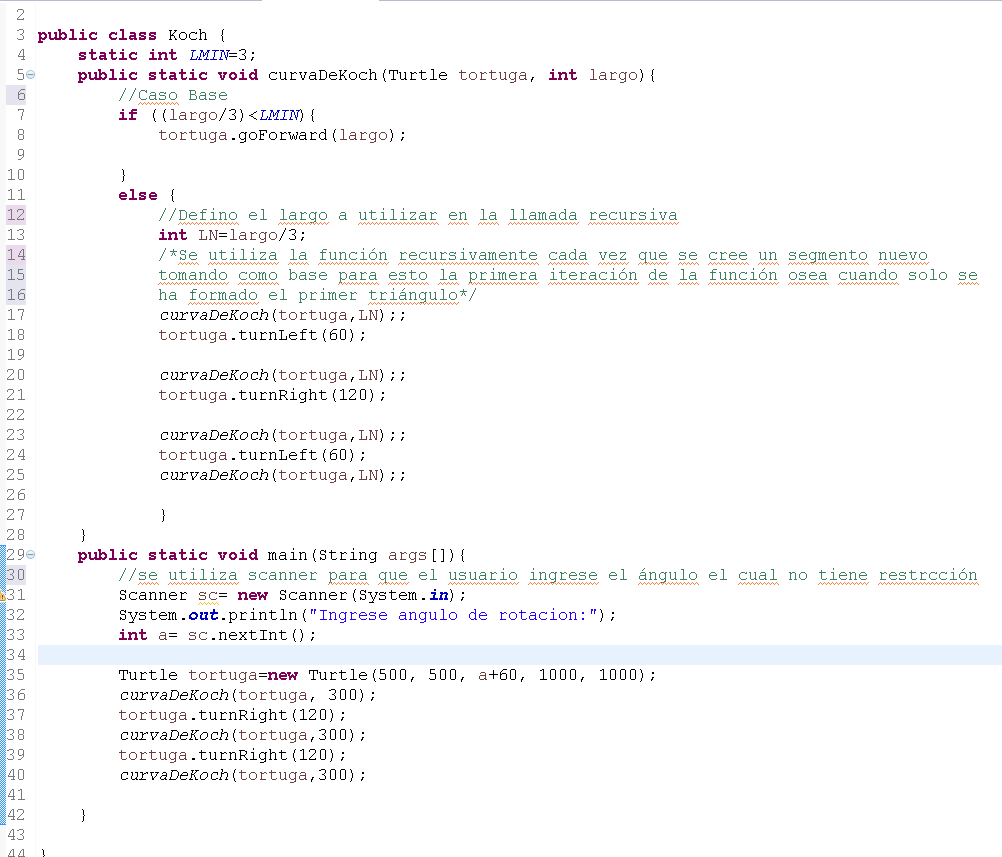 2
3 public class Koch {
4     static int LMIN=3;
5     public static void curvaDeKoch(Turtle tortuga, int largo){
6         //Caso Base
7         if ((largo/3)<LMIN){
8             tortuga.goForward(largo);
9
10         }
11         else {
12             //Defino el largo a utilizar en la llamada recursiva
13             int LN=largo/3;
14             /*Se utiliza la función recursivamente cada vez que se cree un segmento nuevo
15             tomando como base para esto la primera iteración de la función osea cuando solo se
16             ha formado el primer triángulo*/
17             curvaDeKoch(tortuga,LN);;
18             tortuga.turnLeft(60);
19
20             curvaDeKoch(tortuga,LN);;
21             tortuga.turnRight(120);
22
23             curvaDeKoch(tortuga,LN);;
24             tortuga.turnLeft(60);
25             curvaDeKoch(tortuga,LN);;
26
27             }
28     }
29     public static void main(String args[]){
30         //se utiliza scanner para que el usuario ingrese el ángulo el cual no tiene restrcción
31         Scanner sc= new Scanner(System.in);
32         System.out.println("Ingrese angulo de rotacion:");
33         int a= sc.nextInt();
34
35         Turtle tortuga=new Turtle(500, 500, a+60, 1000, 1000);
36         curvaDeKoch(tortuga, 300);
37         tortuga.turnRight(120);
38         curvaDeKoch(tortuga,300);
39         tortuga.turnRight(120);
40         curvaDeKoch(tortuga,300);
41
42     }
43
44 }